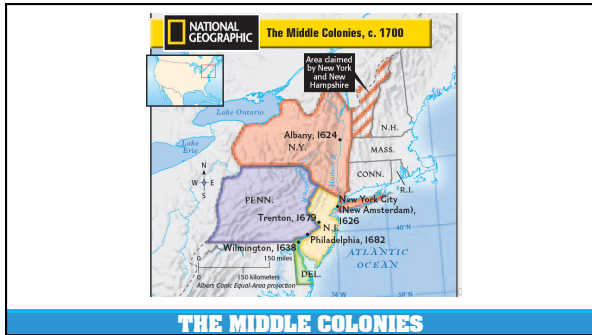 NATIONAL
GEOGRAPHIC
The Middle Colonies, c. 1700
Area claimed
by New York
and New
Hampshire
Lake Ontario
Lake
Erie
Albany, 1624
N.Y.
N.H.
MASS.
CONN.
R.I.
N
W E
S
PENN.
New York City
(New Amsterdam),
1626
Trenton, 1679
N.J.
40°N
Philadelphia, 1682
Wilmington, 1638
ATLANTIC
OCEAN
0 150 miles
0 150 kilometers
Albers Conic Equal-Area projection
DEL.
74°W
THE MIDDLE COLONIES